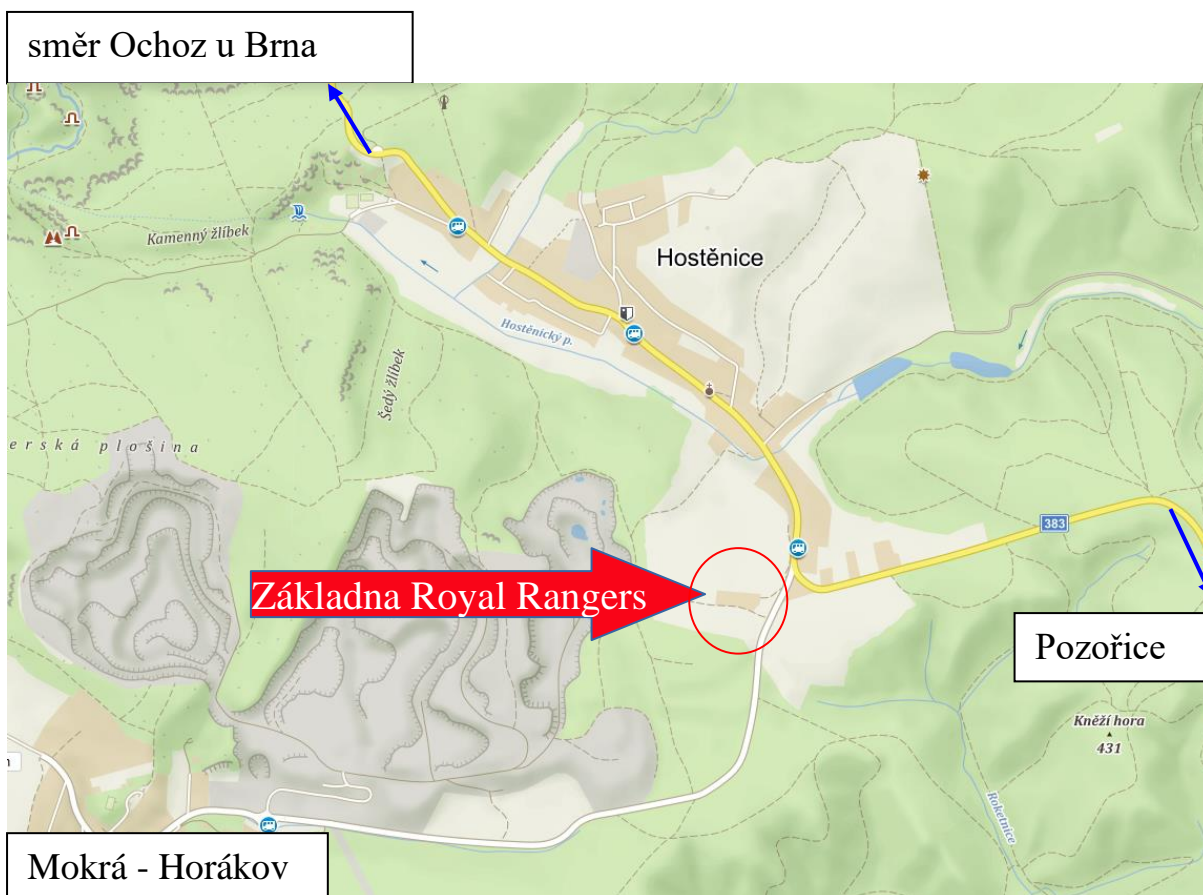 směr Ochoz u Brna
Kamenný žlíbek
Hostěnice
Hostěnický p.
Šedý žlíbek
erská plošina
383
Základna Royal Rangers
Pozořice
Kněží hora
431
Roketnice
Mokrá - Horákov